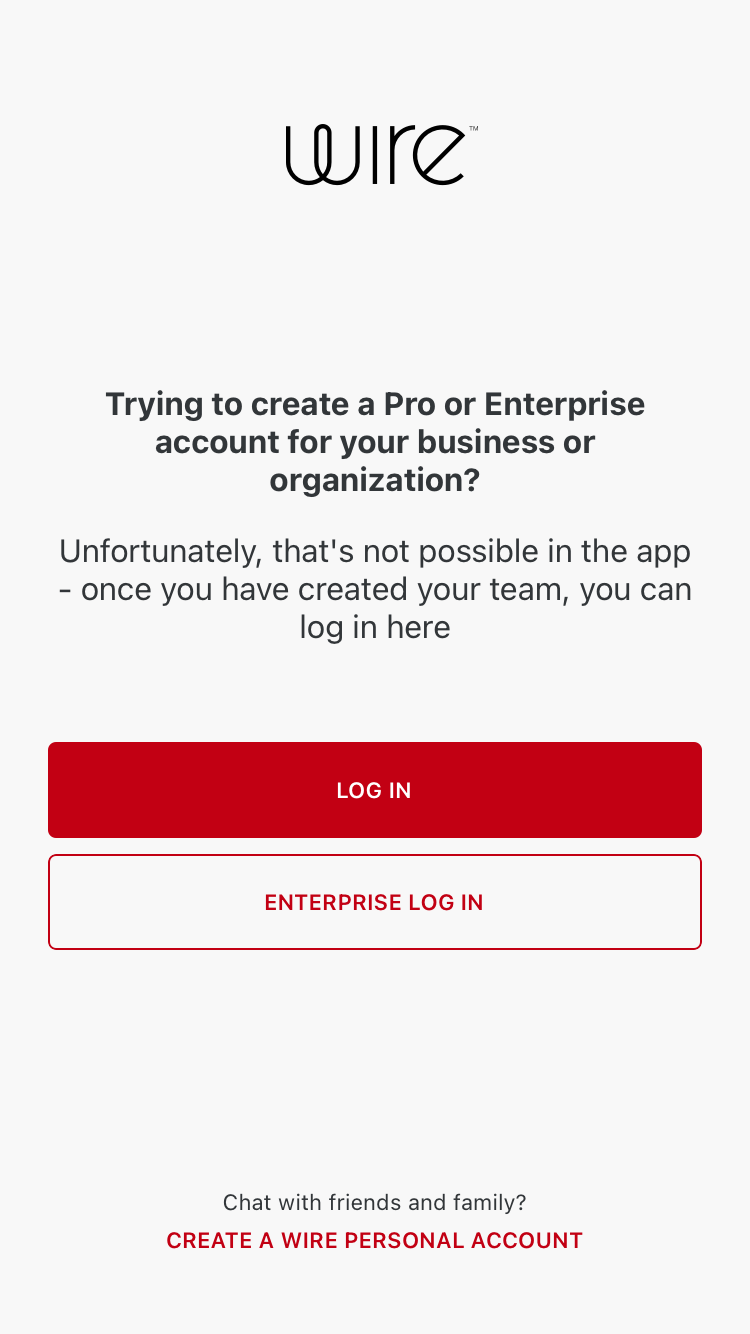 wire™
Trying to create a Pro or Enterprise
account for your business or
organization?
Unfortunately, that's not possible in the app
- once you have created your team, you can
log in here
LOG IN
ENTERPRISE LOG IN
Chat with friends and family?
CREATE A WIRE PERSONAL ACCOUNT